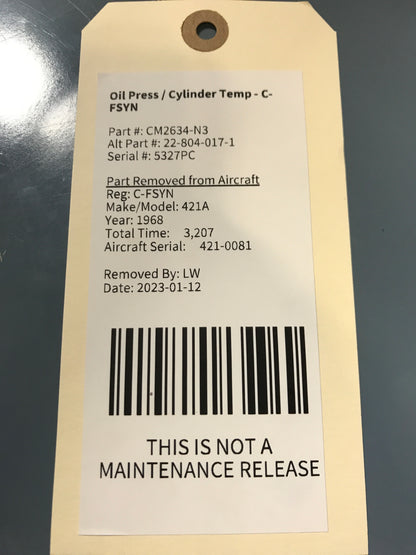 Oil Press / Cylinder Temp - C-
FSYN
Part #: CM2634-N3
Alt Part #: 22-804-017-1
Serial #: 5327PC
Part Removed from Aircraft
Reg: C-FSYN
Make/Model: 421A
Year: 1968
Total Time: 3,207
Aircraft Serial: 421-0081
Removed By: LW
Date: 2023-01-12
THIS IS NOT A
MAINTENANCE RELEASE